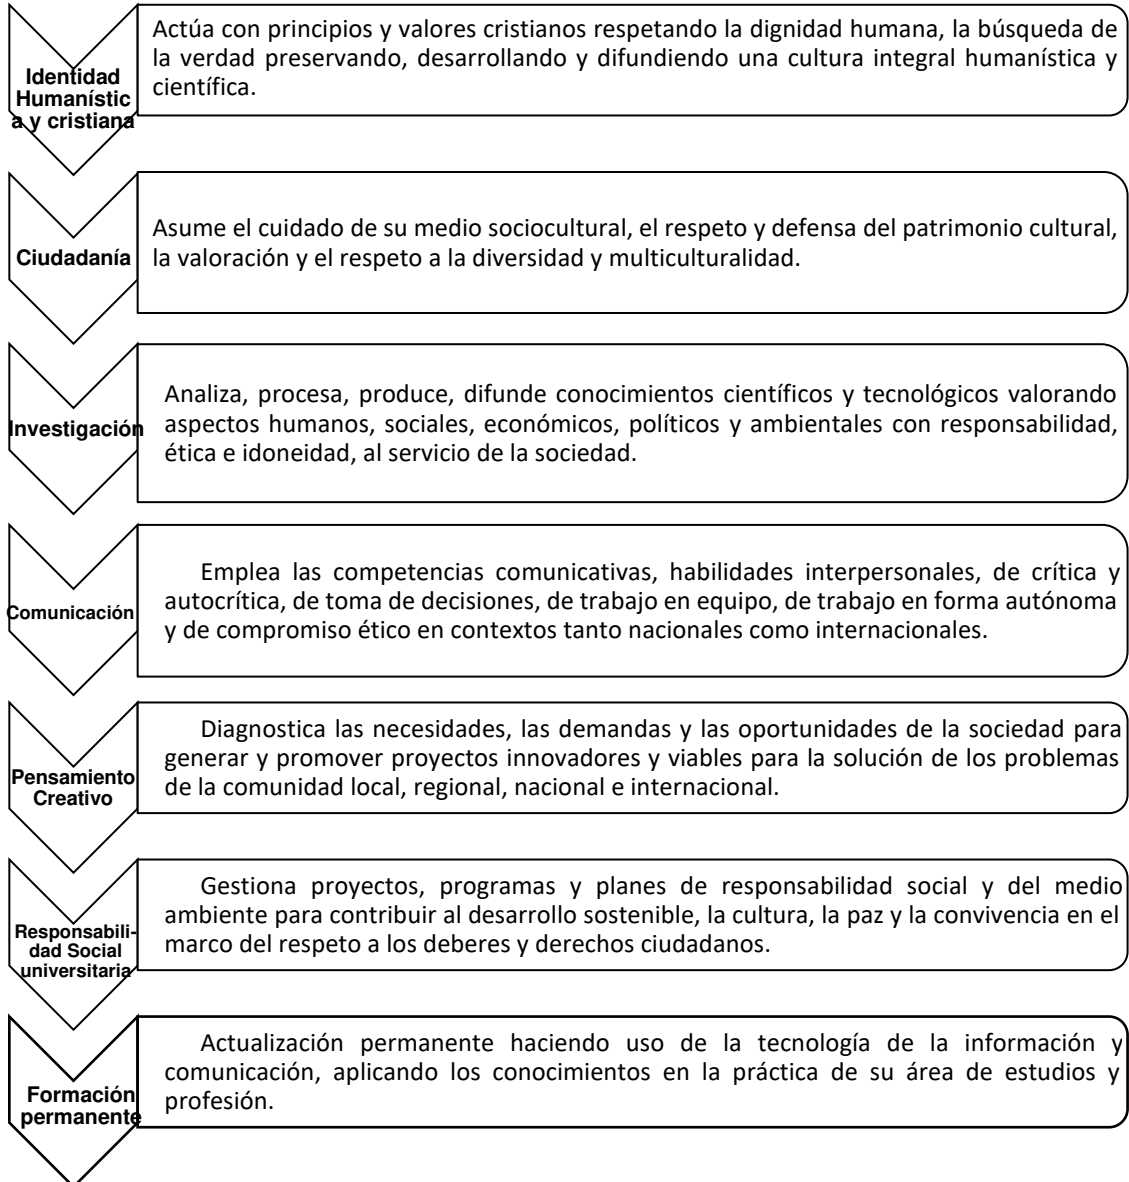 Identidad
Humanístic
a y cristiana
Actúa con principios y valores cristianos respetando la dignidad humana, la búsqueda de
la verdad preservando, desarrollando y difundiendo una cultura integral humanística y
científica.
Ciudadanía
Asume el cuidado de su medio sociocultural, el respeto y defensa del patrimonio cultural,
la valoración y el respeto a la diversidad y multiculturalidad.
Investigación
Analiza, procesa, produce, difunde conocimientos científicos y tecnológicos valorando
aspectos humanos, sociales, económicos, políticos y ambientales con responsabilidad,
ética e idoneidad, al servicio de la sociedad.
Comunicación
Emplea las competencias comunicativas, habilidades interpersonales, de crítica y
autocrítica, de toma de decisiones, de trabajo en equipo, de trabajo en forma autónoma
y de compromiso ético en contextos tanto nacionales como internacionales.
Pensamiento
Creativo
Diagnostica las necesidades, las demandas y las oportunidades de la sociedad para
generar y promover proyectos innovadores y viables para la solución de los problemas
de la comunidad local, regional, nacional e internacional.
Responsabili-
dad Social
universitaria
Gestiona proyectos, programas y planes de responsabilidad social y del medio
ambiente para contribuir al desarrollo sostenible, la cultura, la paz y la convivencia en el
marco del respeto a los deberes y derechos ciudadanos.
Formación
permanente
Actualización permanente haciendo uso de la tecnología de la información y
comunicación, aplicando los conocimientos en la práctica de su área de estudios y
profesión.